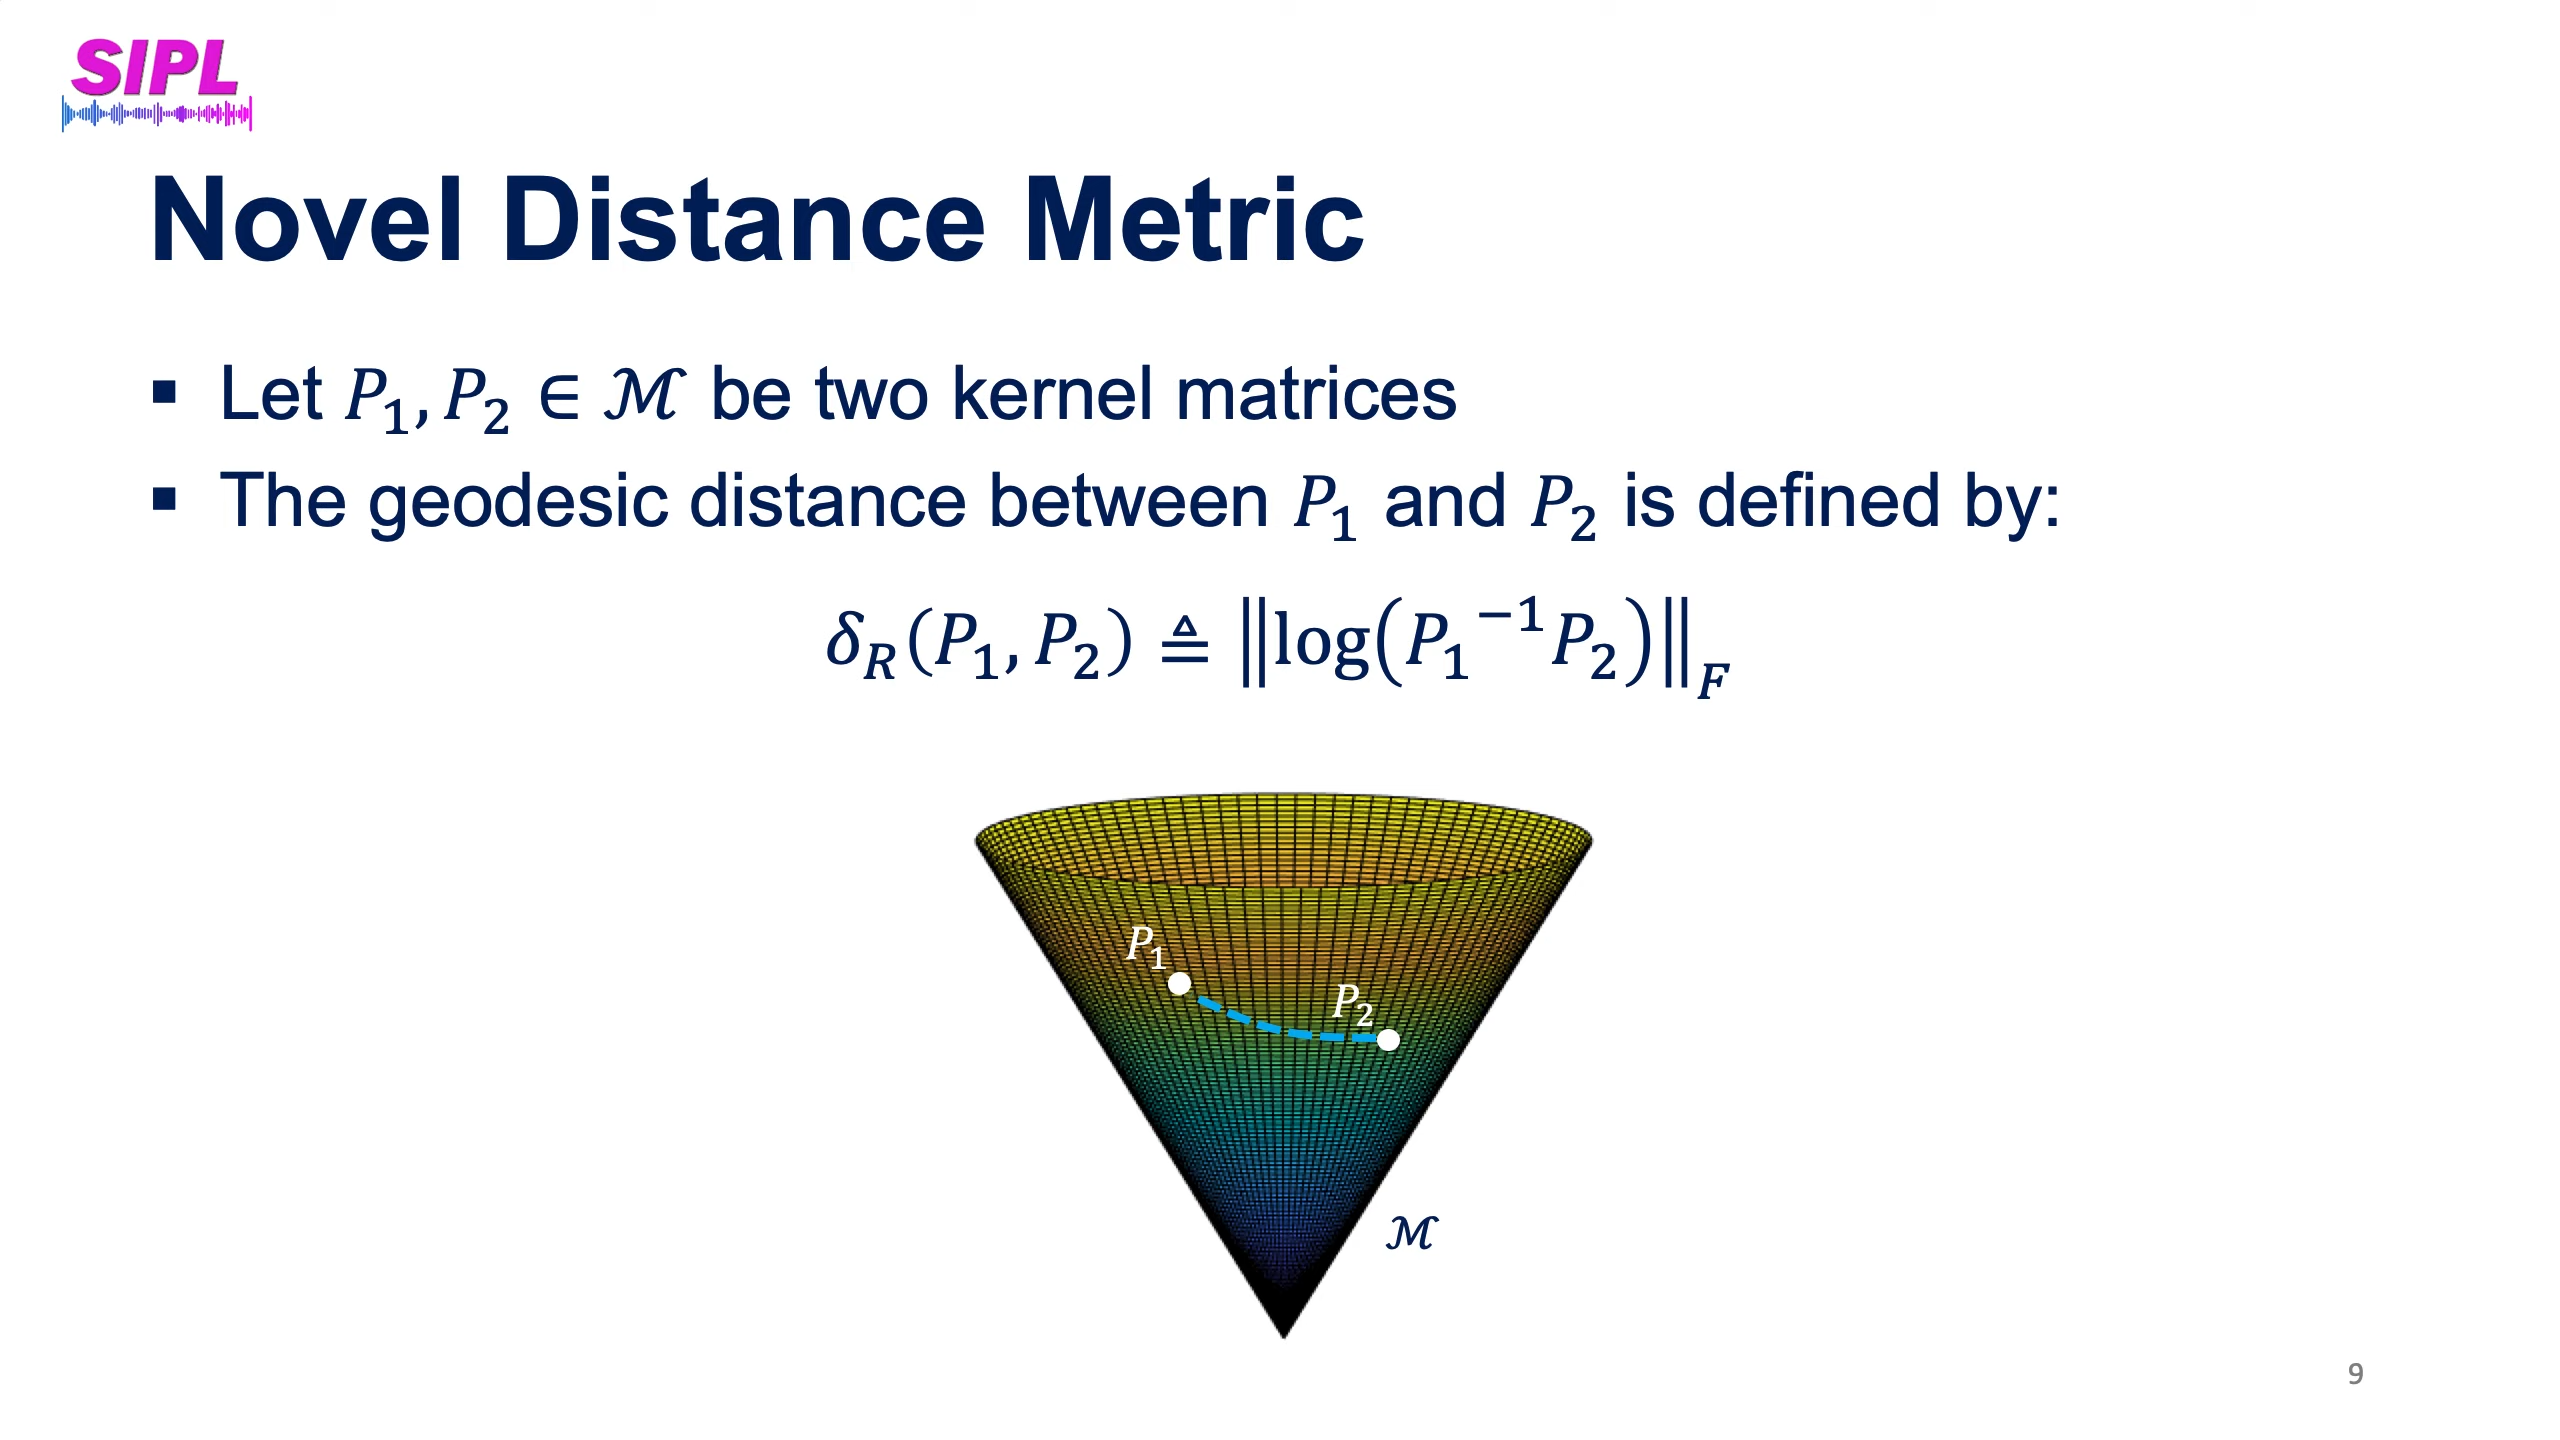 SIPL
Novel Distance Metric
▪ Let 𝑃₁, 𝑃₂ ∈ ℳ be two kernel matrices
▪ The geodesic distance between 𝑃₁ and 𝑃₂ is defined by:
𝛿_𝑅(𝑃₁, 𝑃₂) ≜ ‖log(𝑃₁⁻¹𝑃₂)‖_𝐹
𝑃₁
𝑃₂
ℳ
9